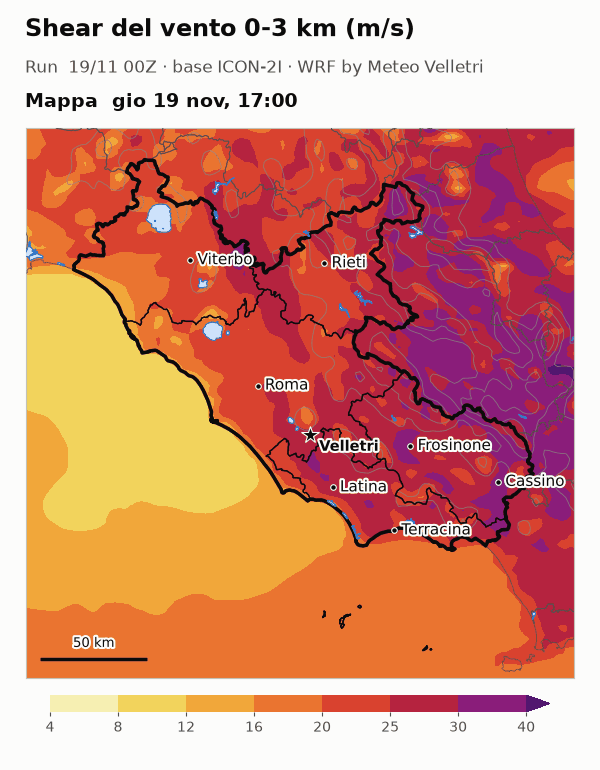 Shear del vento 0-3 km (m/s)
Run  19/11 00Z · base ICON-2I · WRF by Meteo Velletri
Mappa  gio 19 nov, 17:00
Viterbo
Rieti
Roma
Velletri
Frosinone
Cassino
Latina
Terracina
50 km
4 8 12 16 20 25 30 40